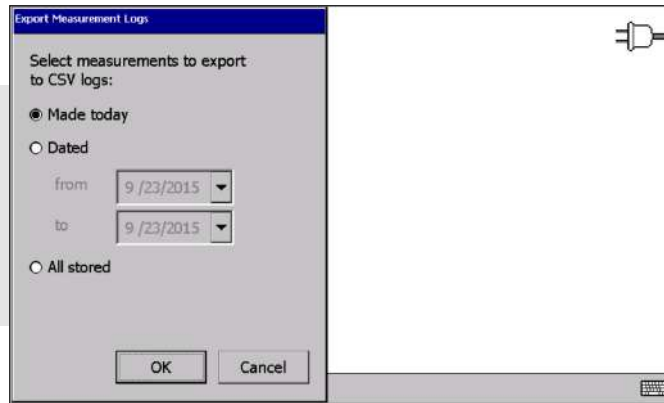 Export Measurement Logs
Select measurements to export
to CSV logs:
Made today
Dated
from 9 /23/2015
to 9 /23/2015
All stored
OK Cancel